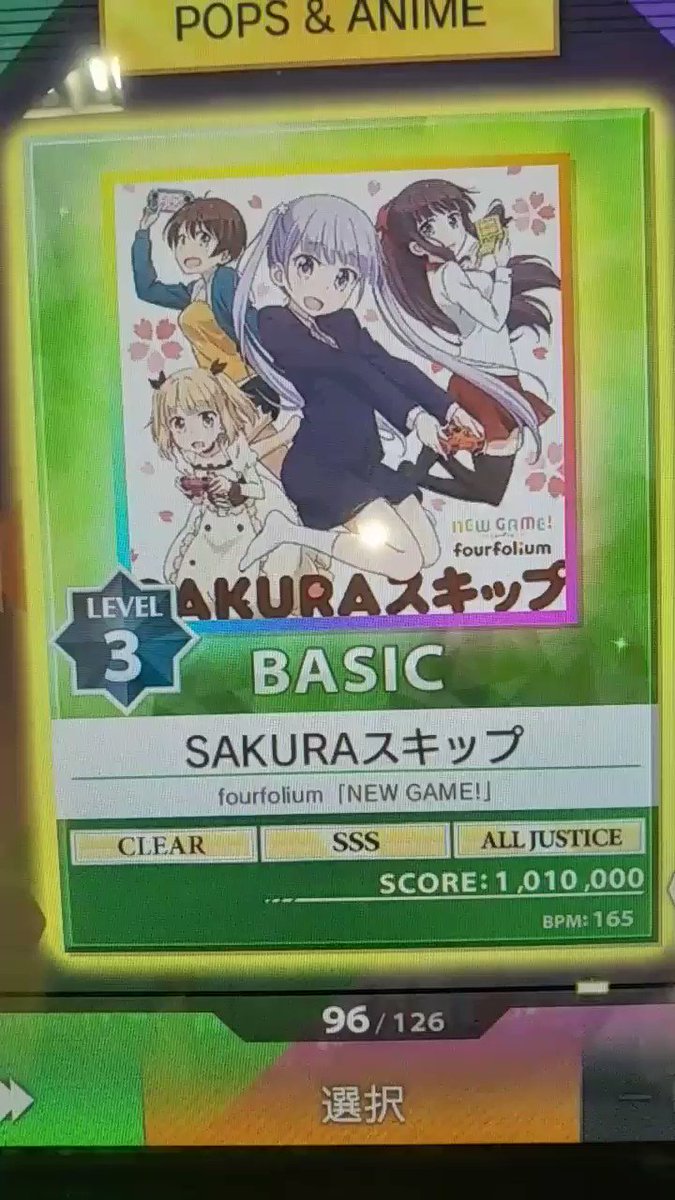 POPS & ANIME
NEW GAME!
fourfolium
SAKURAスキップ
LEVEL
3
BASIC
SAKURAスキップ
fourfolium「NEW GAME!」
CLEAR SSS ALL JUSTICE
SCORE:1,010,000
BPM:165
96/126
選択